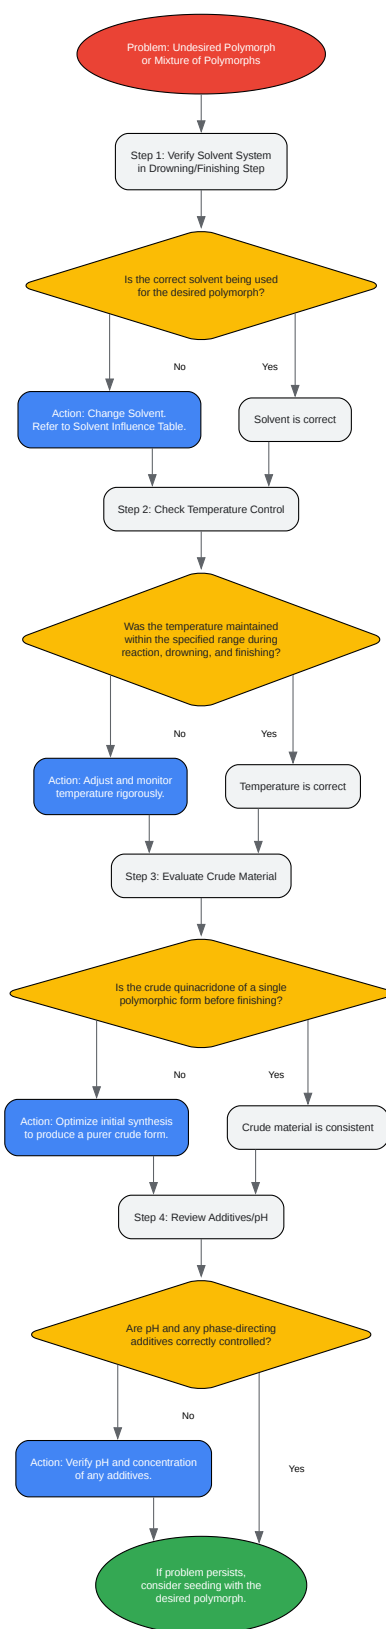 Problem: Undesired Polymorph
or Mixture of Polymorphs
Step 1: Verify Solvent System
in Drowning/Finishing Step
Is the correct solvent being used
for the desired polymorph?
No
Yes
Action: Change Solvent.
Refer to Solvent Influence Table.
Solvent is correct
Step 2: Check Temperature Control
Was the temperature maintained
within the specified range during
reaction, drowning, and finishing?
No
Yes
Action: Adjust and monitor
temperature rigorously.
Temperature is correct
Step 3: Evaluate Crude Material
Is the crude quinacridone of a single
polymorphic form before finishing?
No
Yes
Action: Optimize initial synthesis
to produce a purer crude form.
Crude material is consistent
Step 4: Review Additives/pH
Are pH and any phase-directing
additives correctly controlled?
No
Action: Verify pH and concentration
of any additives.
Yes
If problem persists,
consider seeding with the
desired polymorph.